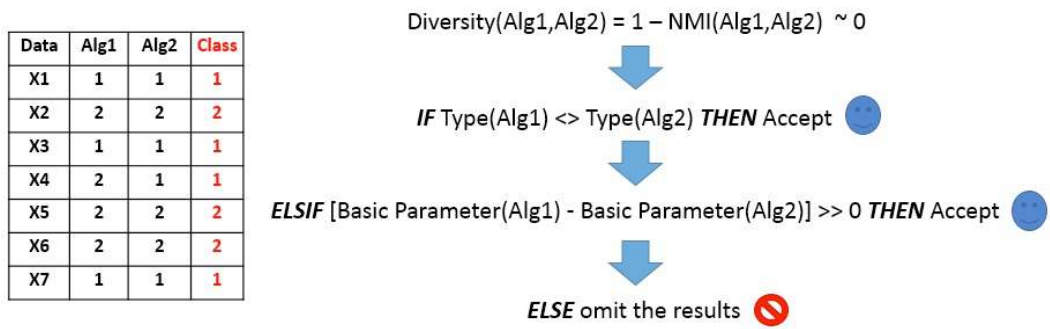 Data Alg1 Alg2 Class
X1 1 1 1
X2 2 2 2
X3 1 1 1
X4 2 1 1
X5 2 2 2
X6 2 2 2
X7 1 1 1
Diversity(Alg1,Alg2) = 1 – NMI(Alg1,Alg2) ~ 0
IF Type(Alg1) <> Type(Alg2) THEN Accept
ELSIF [Basic Parameter(Alg1) - Basic Parameter(Alg2)] >> 0 THEN Accept
ELSE omit the results